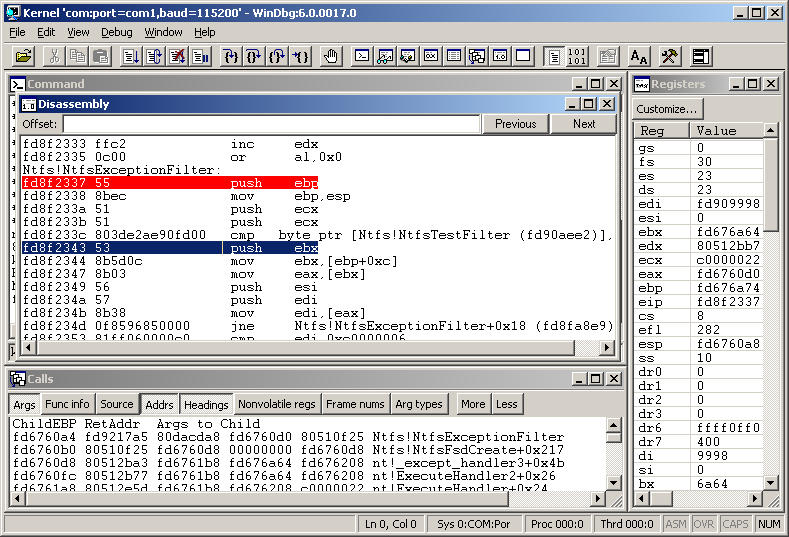 Kernel 'com:port=com1,baud=115200' - WinDbg:6.0.0017.0
File Edit View Debug Window Help
Command
Disassembly
Offset: Previous Next
fd8f2333 ffc2 inc edx
fd8f2335 0c00 or al,0x0
Ntfs!NtfsExceptionFilter:
fd8f2337 55 push ebp
fd8f2338 8bec mov ebp,esp
fd8f233a 51 push ecx
fd8f233b 51 push ecx
fd8f233c 803de2ae90fd00 cmp byte ptr [Ntfs!NtfsTestFilter (fd90aee2)],
fd8f2343 53 push ebx
fd8f2344 8b5d0c mov ebx,[ebp+0xc]
fd8f2347 8b03 mov eax,[ebx]
fd8f2349 56 push esi
fd8f234a 57 push edi
fd8f234b 8b38 mov edi,[eax]
fd8f234d 0f8596850000 jne Ntfs!NtfsExceptionFilter+0x18 (fd8fa8e9)
fd8f2353 81ff060000c0 cmp edi,0xc0000006
Calls
Args Func info Source Addrs Headings Nonvolatile regs Frame nums Arg types More Less
ChildEBP RetAddr Args to Child
fd6760a4 fd9217a5 80dacda8 fd6760d0 80510f25 Ntfs!NtfsExceptionFilter
fd6760b0 80510f25 fd6760d8 00000000 fd6760d8 Ntfs!NtfsFsdCreate+0x217
fd6760d8 80512ba3 fd6761b8 fd676a64 fd676208 nt!_except_handler3+0x4b
fd6760fc 80512b77 fd6761b8 fd676a64 fd676208 nt!ExecuteHandler2+0x26
fd6761a0 80512e5d fd6761b8 fd676208 c0000022 nt!ExecuteHandler+0x24
Registers
Customize...
Reg Value
gs 0
fs 30
es 23
ds 23
edi fd909998
esi 0
ebx fd676a64
edx 80512bb7
ecx c0000022
eax fd6760d0
ebp fd676a74
eip fd8f2337
cs 8
efl 282
esp fd6760a8
ss 10
dr0 0
dr1 0
dr2 0
dr3 0
dr6 ffff0ff0
dr7 400
di 9998
si 0
bx 6a64
Ln 0, Col 0 Sys 0:COM:Por Proc 000:0 Thrd 000:0 ASM OVR CAPS NUM